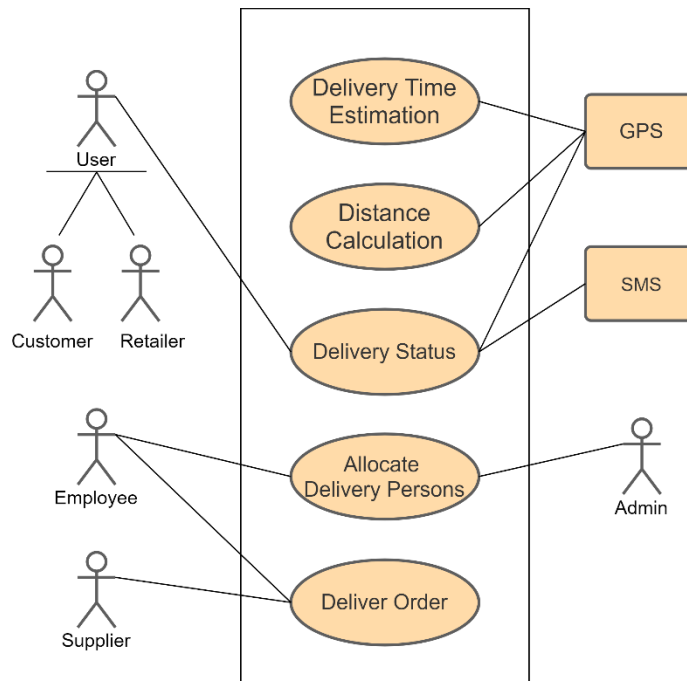 Delivery Time
Estimation
GPS
User
Distance
Calculation
SMS
Customer
Retailer
Delivery Status
Employee
Allocate
Delivery Persons
Admin
Deliver Order
Supplier